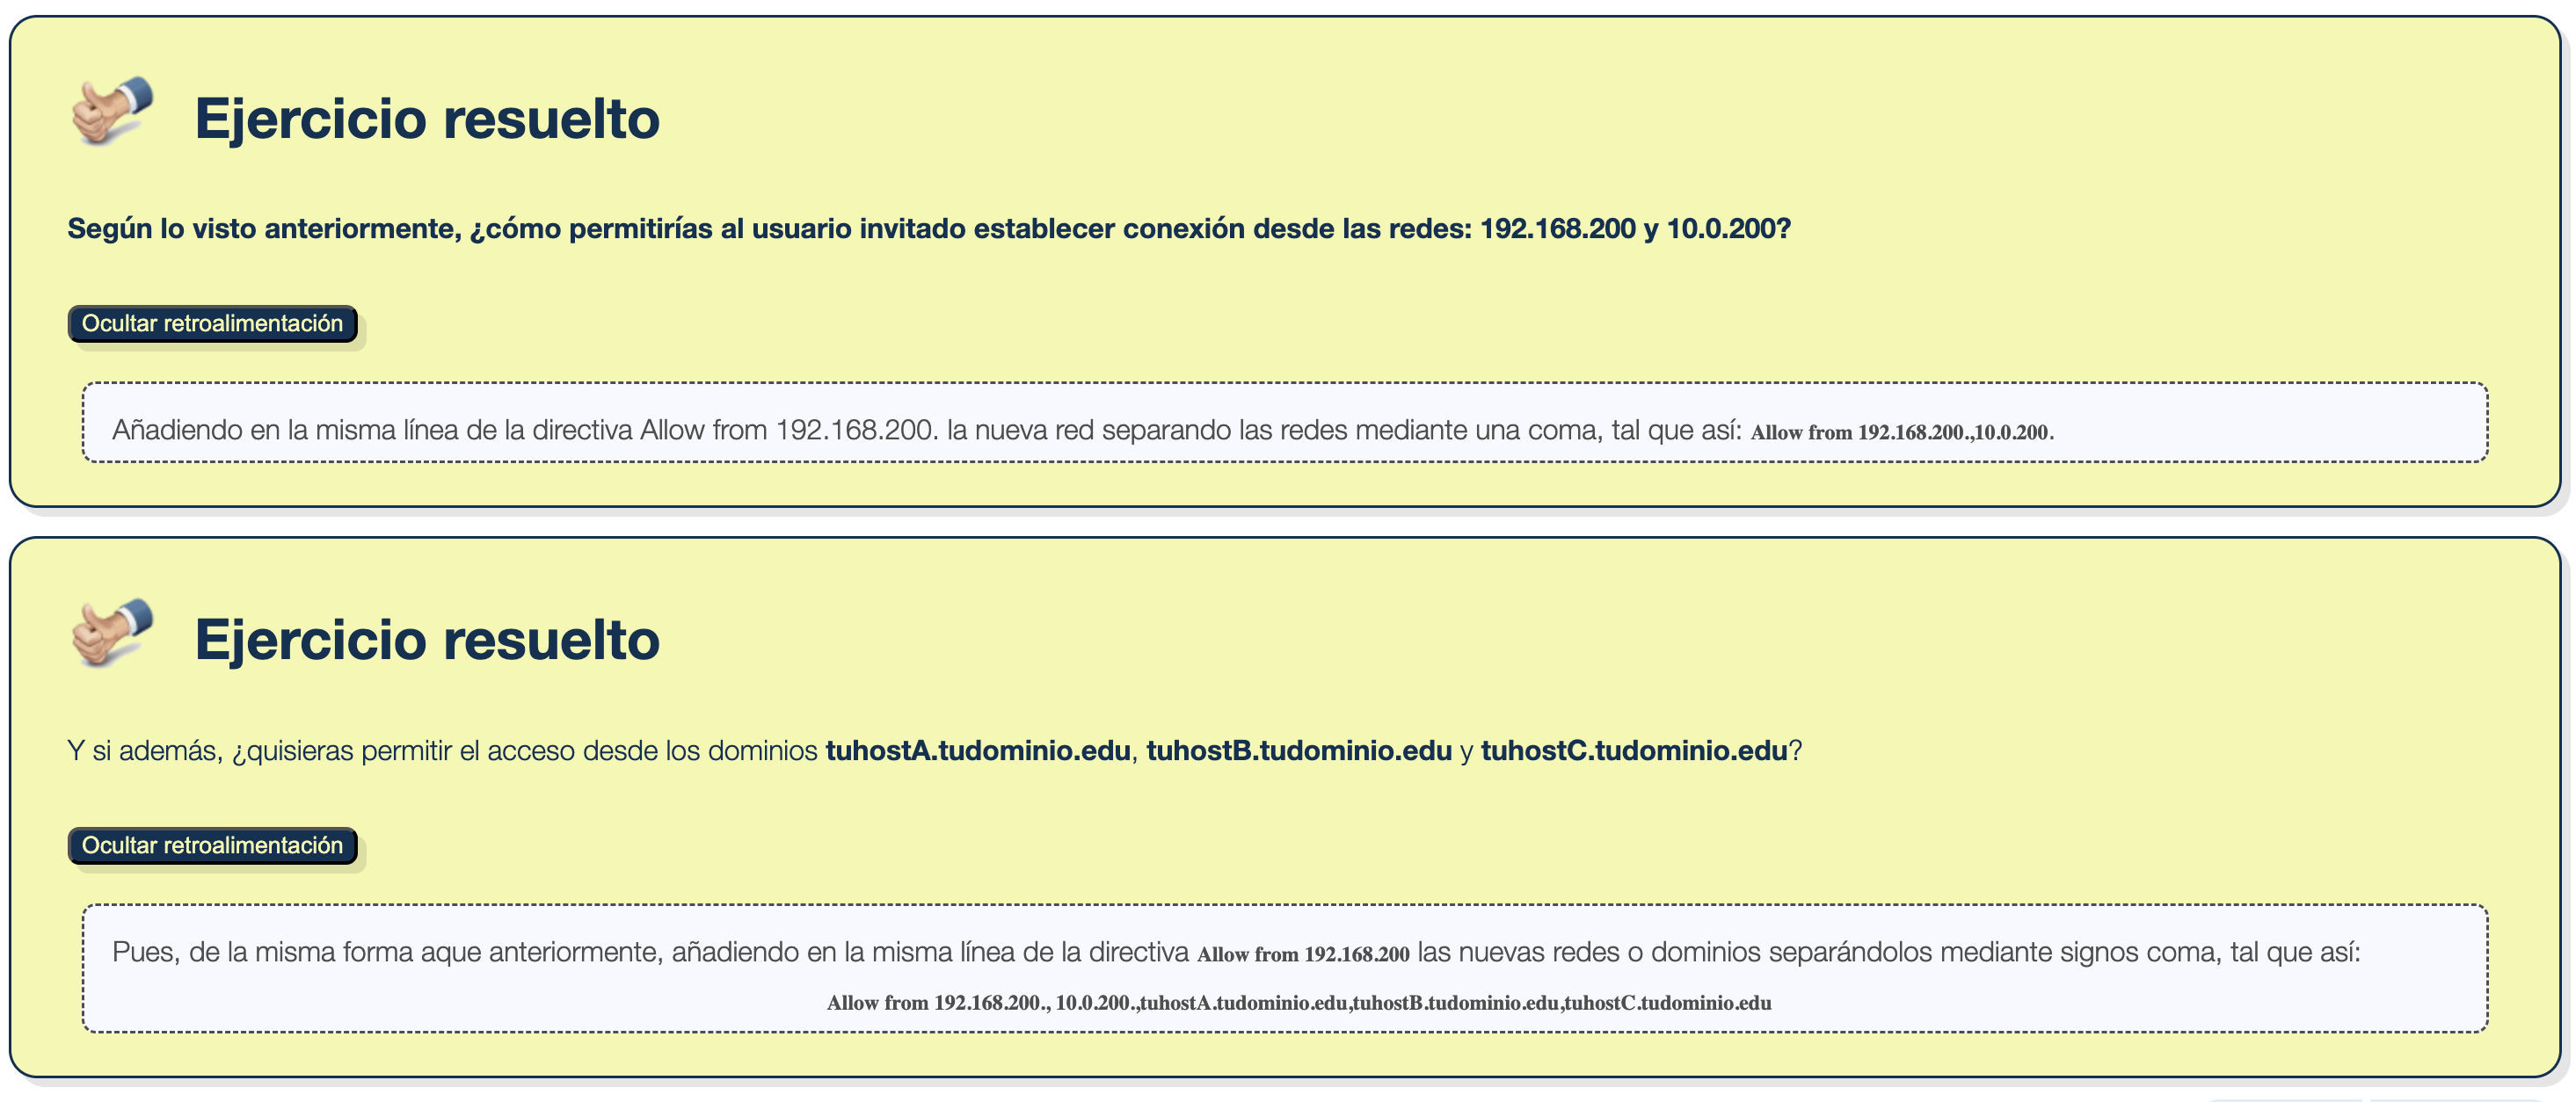 Ejercicio resuelto
Según lo visto anteriormente, ¿cómo permitirías al usuario invitado establecer conexión desde las redes: 192.168.200 y 10.0.200?
Ocultar retroalimentación
Añadiendo en la misma línea de la directiva Allow from 192.168.200. la nueva red separando las redes mediante una coma, tal que así: Allow from 192.168.200.,10.0.200.
Ejercicio resuelto
Y si además, ¿quisieras permitir el acceso desde los dominios tuhostA.tudominio.edu, tuhostB.tudominio.edu y tuhostC.tudominio.edu?
Ocultar retroalimentación
Pues, de la misma forma aque anteriormente, añadiendo en la misma línea de la directiva Allow from 192.168.200 las nuevas redes o dominios separándolos mediante signos coma, tal que así:
Allow from 192.168.200., 10.0.200.,tuhostA.tudominio.edu,tuhostB.tudominio.edu,tuhostC.tudominio.edu